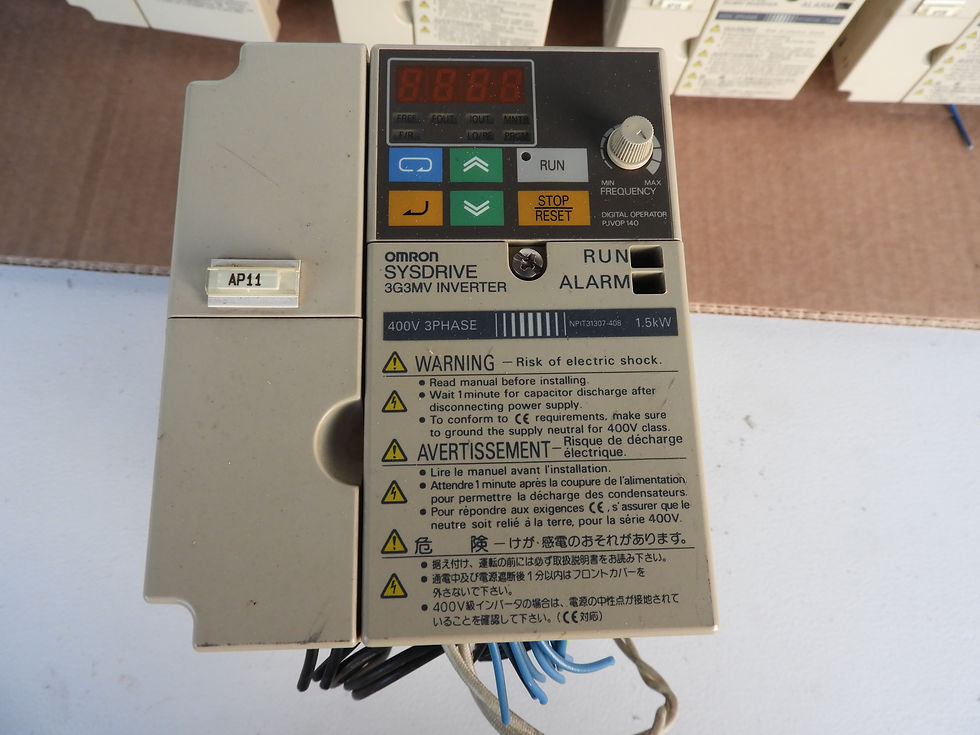 8888
FREF FOUT IOUT MNTR
F/R LO/RE PRGM
RUN
STOP
RESET
MIN MAX
FREQUENCY
DIGITAL OPERATOR
PJVOP140
AP11
OMRON
SYSDRIVE
3G3MV INVERTER
RUN
ALARM
400V 3PHASE NPIT31307-408 1.5kW
WARNING – Risk of electric shock.
● Read manual before installing.
● Wait 1 minute for capacitor discharge after
disconnecting power supply.
● To conform to CE requirements, make sure
to ground the supply neutral for 400V class.
AVERTISSEMENT – Risque de décharge
électrique.
● Lire le manuel avant l'installation.
● Attendre 1 minute après la coupure de l'alimentation,
pour permettre la décharge des condensateurs.
● Pour répondre aux exigences CE, s'assurer que le
neutre soit relié à la terre, pour la série 400V.
危 険 – けが・感電のおそれがあります。
● 据え付け、運転の前には必ず取扱説明書をお読み下さい。
● 通電中及び電源遮断後1分以内はフロントカバーを
外さないで下さい。
● 400V級インバータの場合は、電源の中性点が接地されて
いることを確認して下さい。(CE対応)
ALARM
WARNING